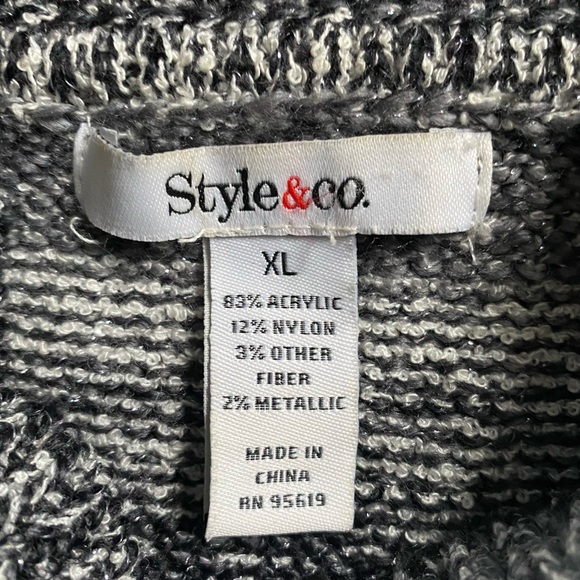 Style&co.
XL
83% ACRYLIC
12% NYLON
3% OTHER
FIBER
2% METALLIC
MADE IN
CHINA
RN 95619